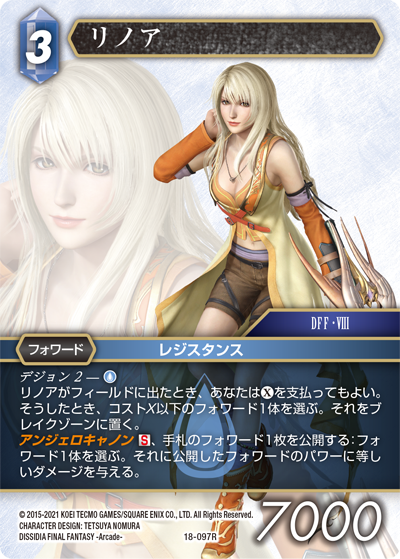 3
リノア
DFF・VIII
フォワード
レジスタンス
デジョン 2 ―
リノアがフィールドに出たとき、あなたはXを支払ってもよい。
そうしたとき、コストX以下のフォワード1体を選ぶ。それをブ
レイクゾーンに置く。
アンジェロキャノン S、手札のフォワード1枚を公開する：フォ
ワード1体を選ぶ。それに公開したフォワードのパワーに等し
いダメージを与える。
© 2015-2021 KOEI TECMO GAMES/SQUARE ENIX CO., LTD. All Rights Reserved.
CHARACTER DESIGN: TETSUYA NOMURA
DISSIDIA FINAL FANTASY -Arcade-
18-097R
7000